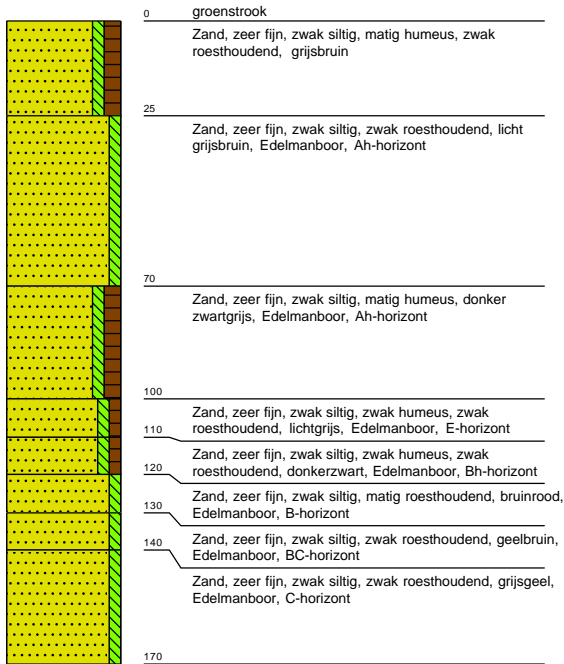 0 groenstrook
Zand, zeer fijn, zwak siltig, matig humeus, zwak
roesthoudend, grijsbruin
25
Zand, zeer fijn, zwak siltig, zwak roesthoudend, licht
grijsbruin, Edelmanboor, Ah-horizont
70
Zand, zeer fijn, zwak siltig, matig humeus, donker
zwartgrijs, Edelmanboor, Ah-horizont
100
Zand, zeer fijn, zwak siltig, zwak humeus, zwak
roesthoudend, lichtgrijs, Edelmanboor, E-horizont
110
Zand, zeer fijn, zwak siltig, zwak humeus, zwak
roesthoudend, donkerzwart, Edelmanboor, Bh-horizont
120
Zand, zeer fijn, zwak siltig, matig roesthoudend, bruinrood,
Edelmanboor, B-horizont
130
Zand, zeer fijn, zwak siltig, zwak roesthoudend, geelbruin,
Edelmanboor, BC-horizont
140
Zand, zeer fijn, zwak siltig, zwak roesthoudend, grijsgeel,
Edelmanboor, C-horizont
170